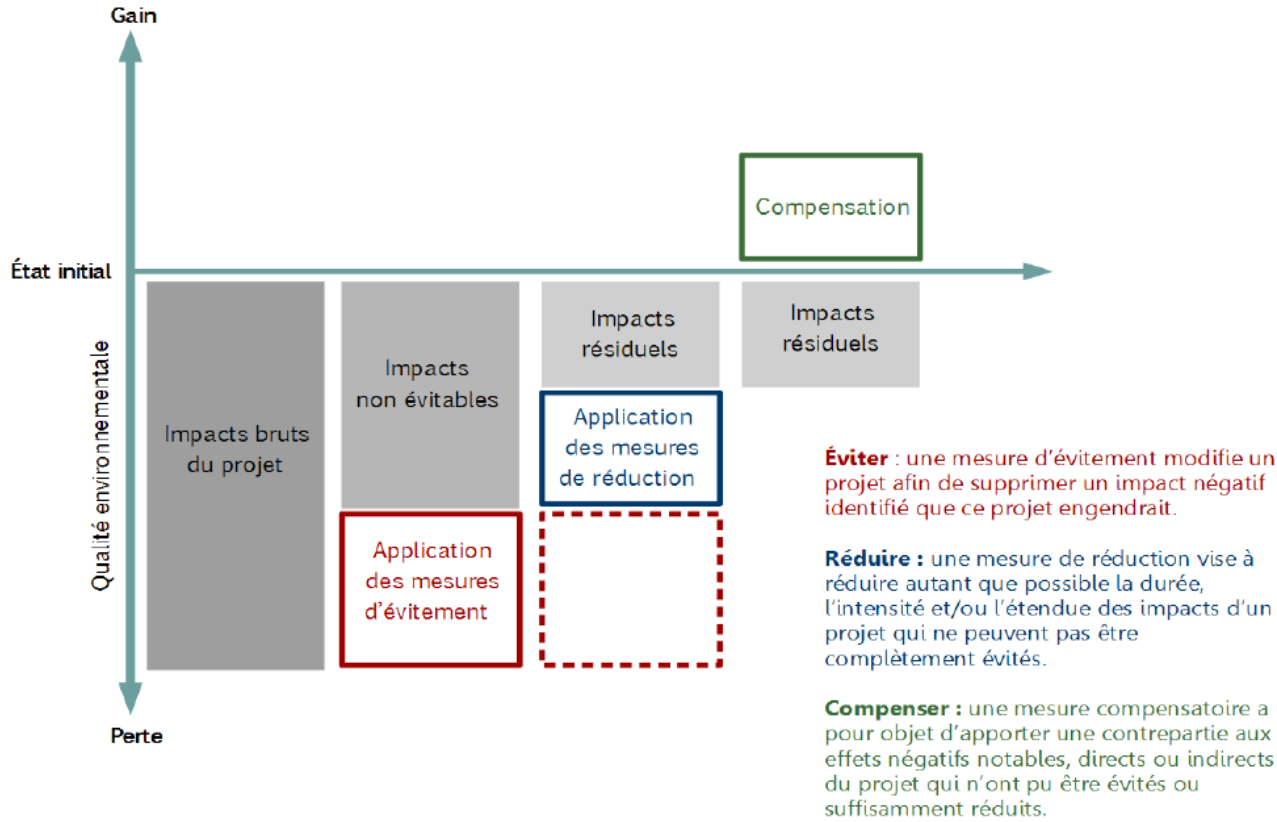 Gain
Compensation
État initial
Qualité environnementale
Impacts bruts
du projet
Impacts
non évitables
Application
des mesures
d'évitement
Impacts
résiduels
Application
des mesures
de réduction
Impacts
résiduels
Perte
Éviter : une mesure d'évitement modifie un
projet afin de supprimer un impact négatif
identifié que ce projet engendrait.
Réduire : une mesure de réduction vise à
réduire autant que possible la durée,
l'intensité et/ou l'étendue des impacts d'un
projet qui ne peuvent pas être
complètement évités.
Compenser : une mesure compensatoire a
pour objet d'apporter une contrepartie aux
effets négatifs notables, directs ou indirects
du projet qui n'ont pu être évités ou
suffisamment réduits.